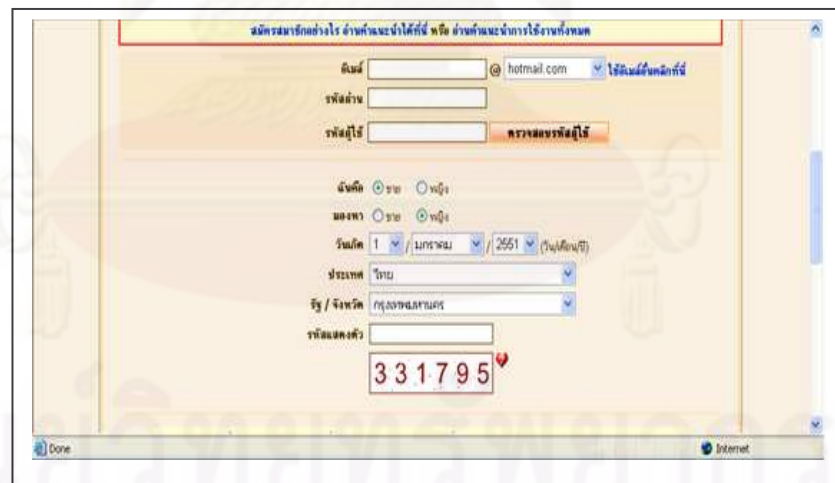 สมัครสมาชิกอย่างไร อ่านคำแนะนำได้ที่นี่ หรือ อ่านคำแนะนำการใช้งานทั้งหมด
อีเมล์ @ hotmail.com ใช้อีเมล์อื่นคลิกที่นี่
รหัสผ่าน
รหัสผู้ใช้ ตรวจสอบรหัสผู้ใช้
ฉันคือ ชาย หญิง
มองหา ชาย หญิง
วันเกิด 1 / มกราคม / 2551 (วัน/เดือน/ปี)
ประเทศ ไทย
รัฐ / จังหวัด กรุงเทพมหานคร
รหัสแสดงตัว
331795
Done Internet